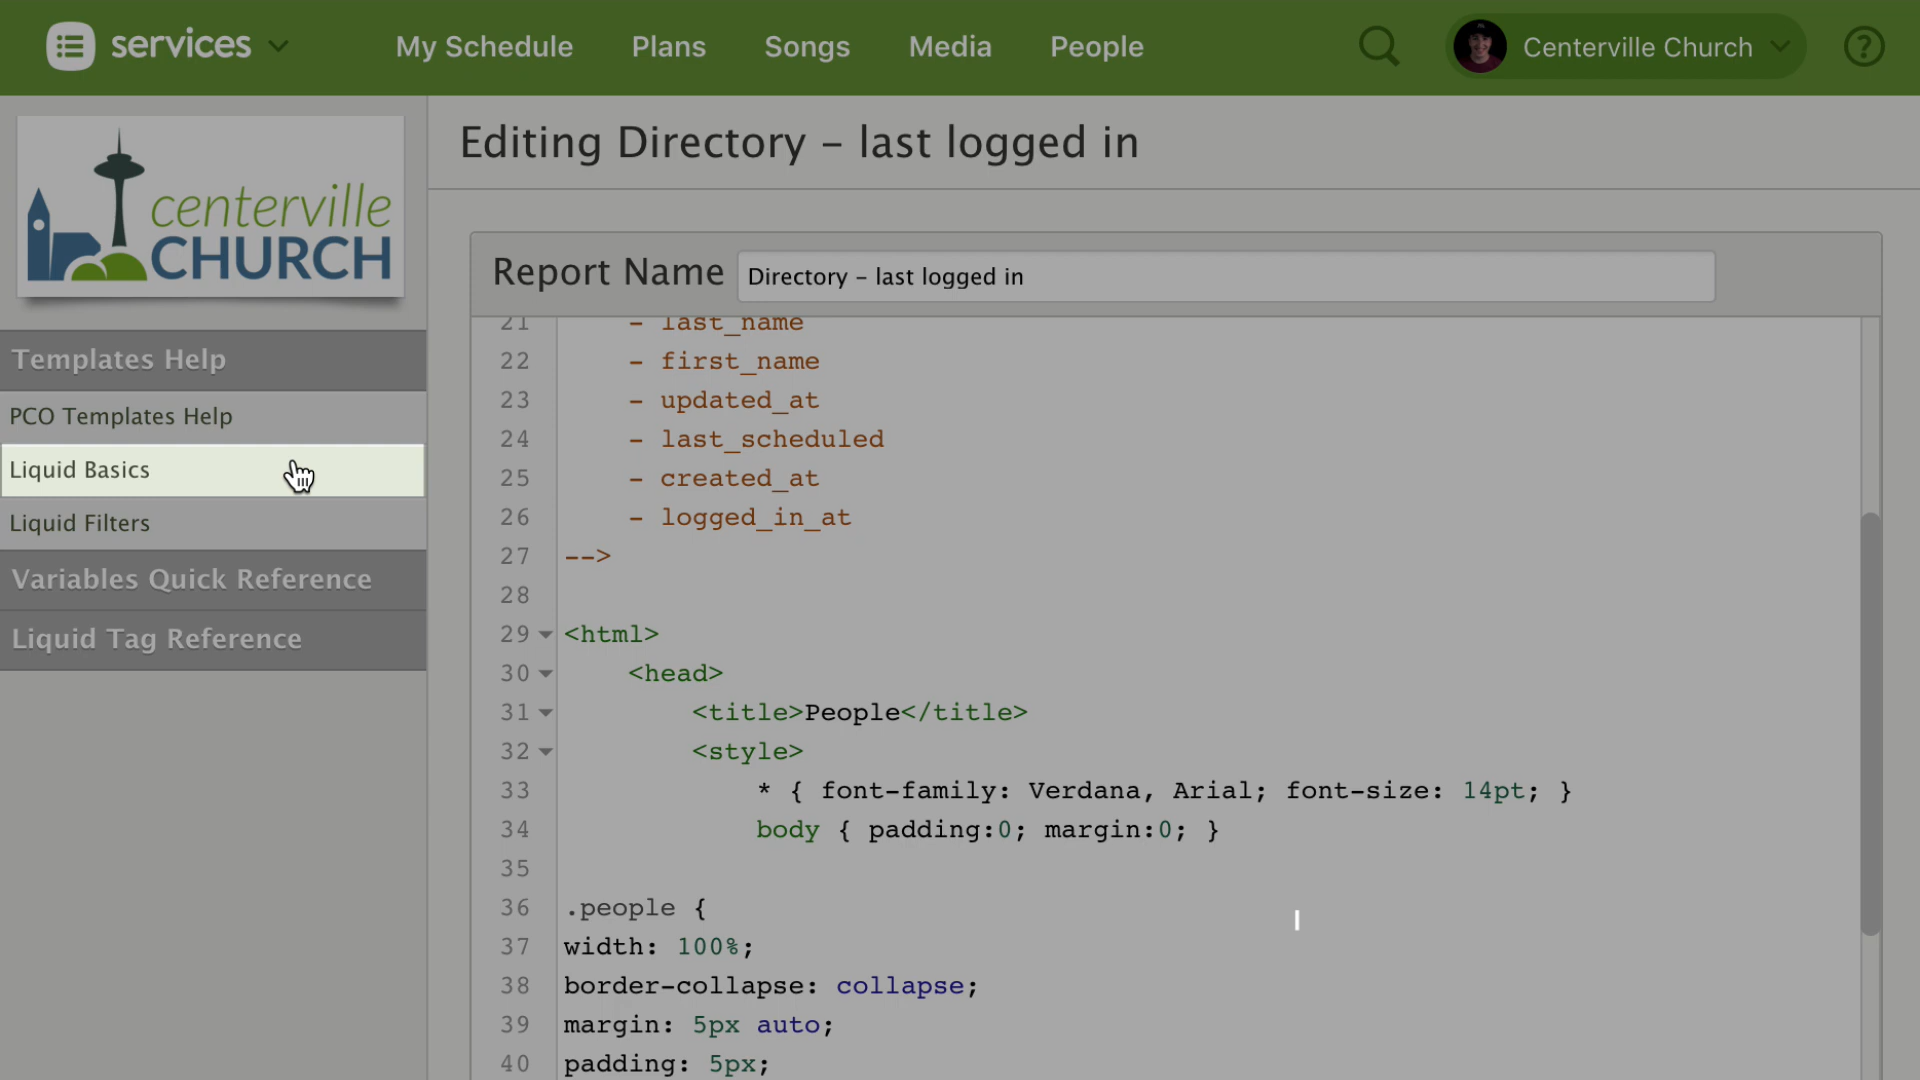 services
My Schedule
Plans
Songs
Media
People
Centerville Church
?
centerville
CHURCH
Templates Help
PCO Templates Help
Liquid Basics
Liquid Filters
Variables Quick Reference
Liquid Tag Reference
Editing Directory – last logged in
Report Name Directory – last logged in
21 - last_name
22 - first_name
23 - updated_at
24 - last_scheduled
25 - created_at
26 - logged_in_at
27 -->
28
29 <html>
30 <head>
31 <title>People</title>
32 <style>
33 * { font-family: Verdana, Arial; font-size: 14pt; }
34 body { padding:0; margin:0; }
35
36 .people {
37 width: 100%;
38 border-collapse: collapse;
39 margin: 5px auto;
40 padding: 5px;